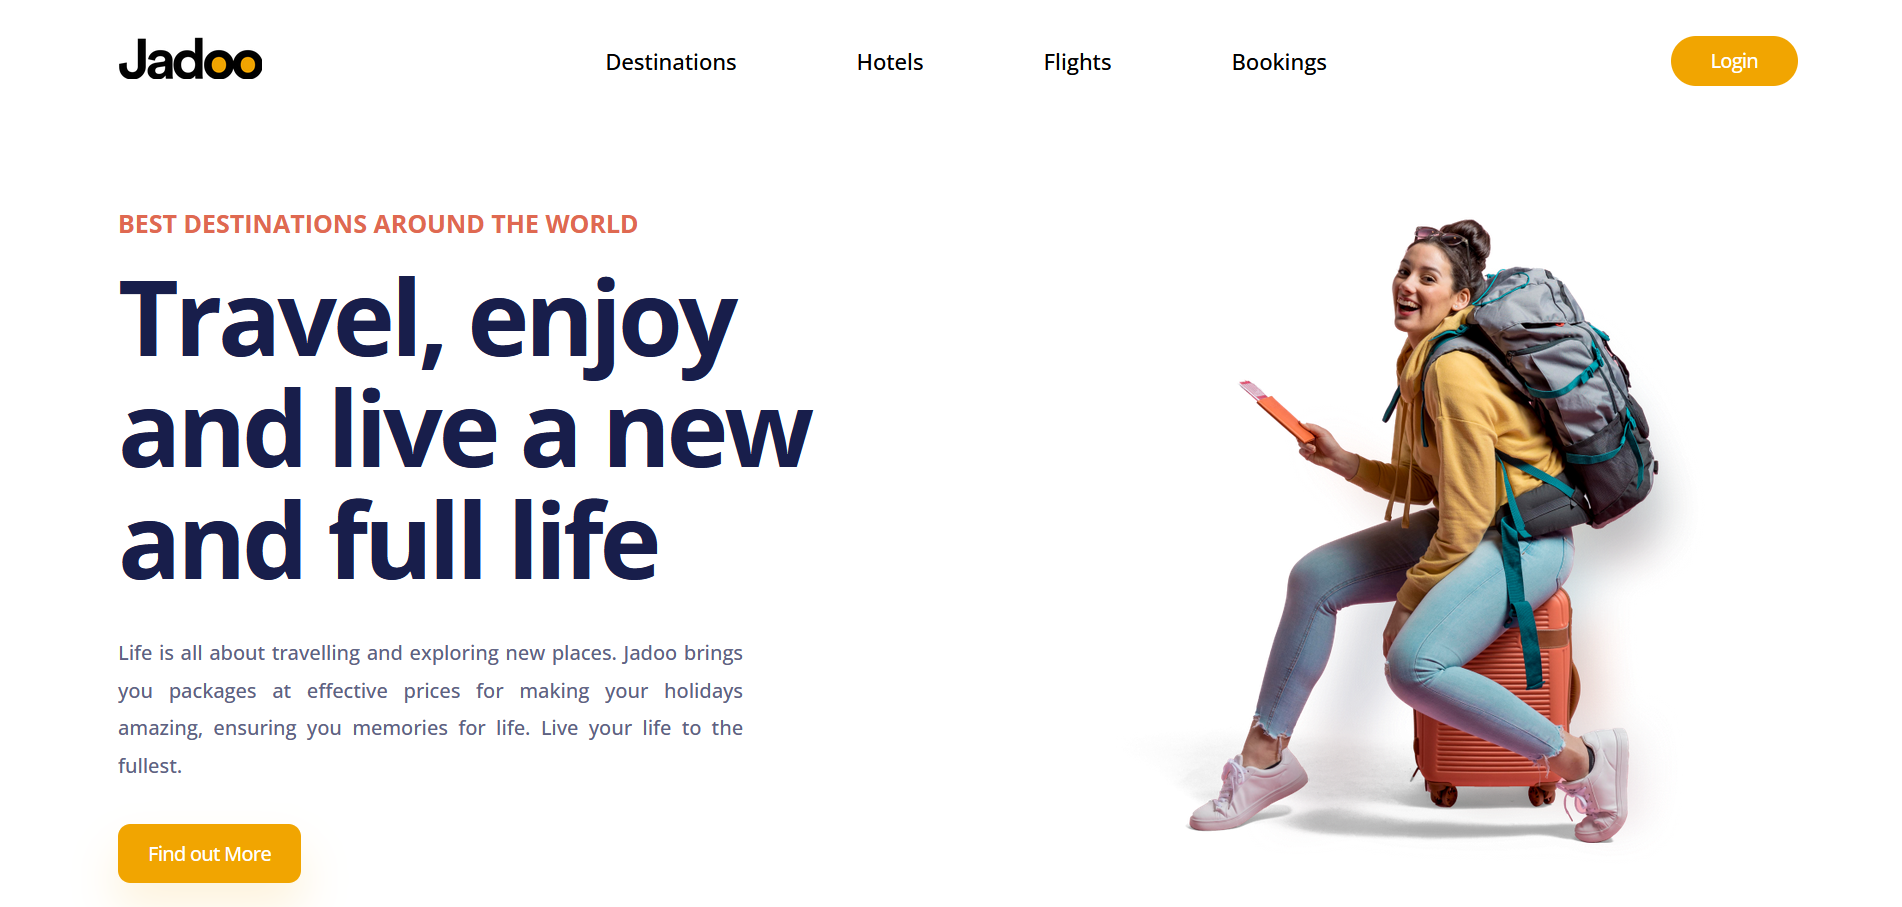 Jadoo
Destinations
Hotels
Flights
Bookings
Login
BEST DESTINATIONS AROUND THE WORLD
Travel, enjoy
and live a new
and full life
Life is all about travelling and exploring new places. Jadoo brings
you packages at effective prices for making your holidays
amazing, ensuring you memories for life. Live your life to the
fullest.
Find out More